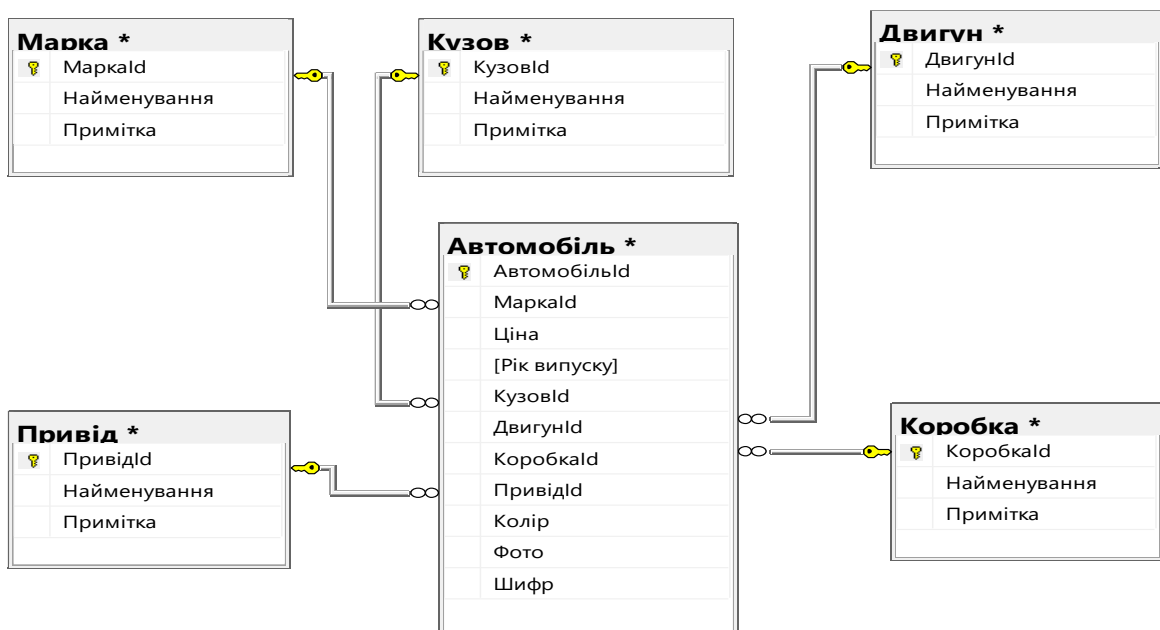 Марка *
МаркаId
Найменування
Примітка
Кузов *
КузовId
Найменування
Примітка
Двигун *
ДвигунId
Найменування
Примітка
Автомобіль *
АвтомобільId
МаркаId
Ціна
[Рік випуску]
КузовId
ДвигунId
КоробкаId
ПривідId
Колір
Фото
Шифр
Привід *
ПривідId
Найменування
Примітка
Коробка *
КоробкаId
Найменування
Примітка